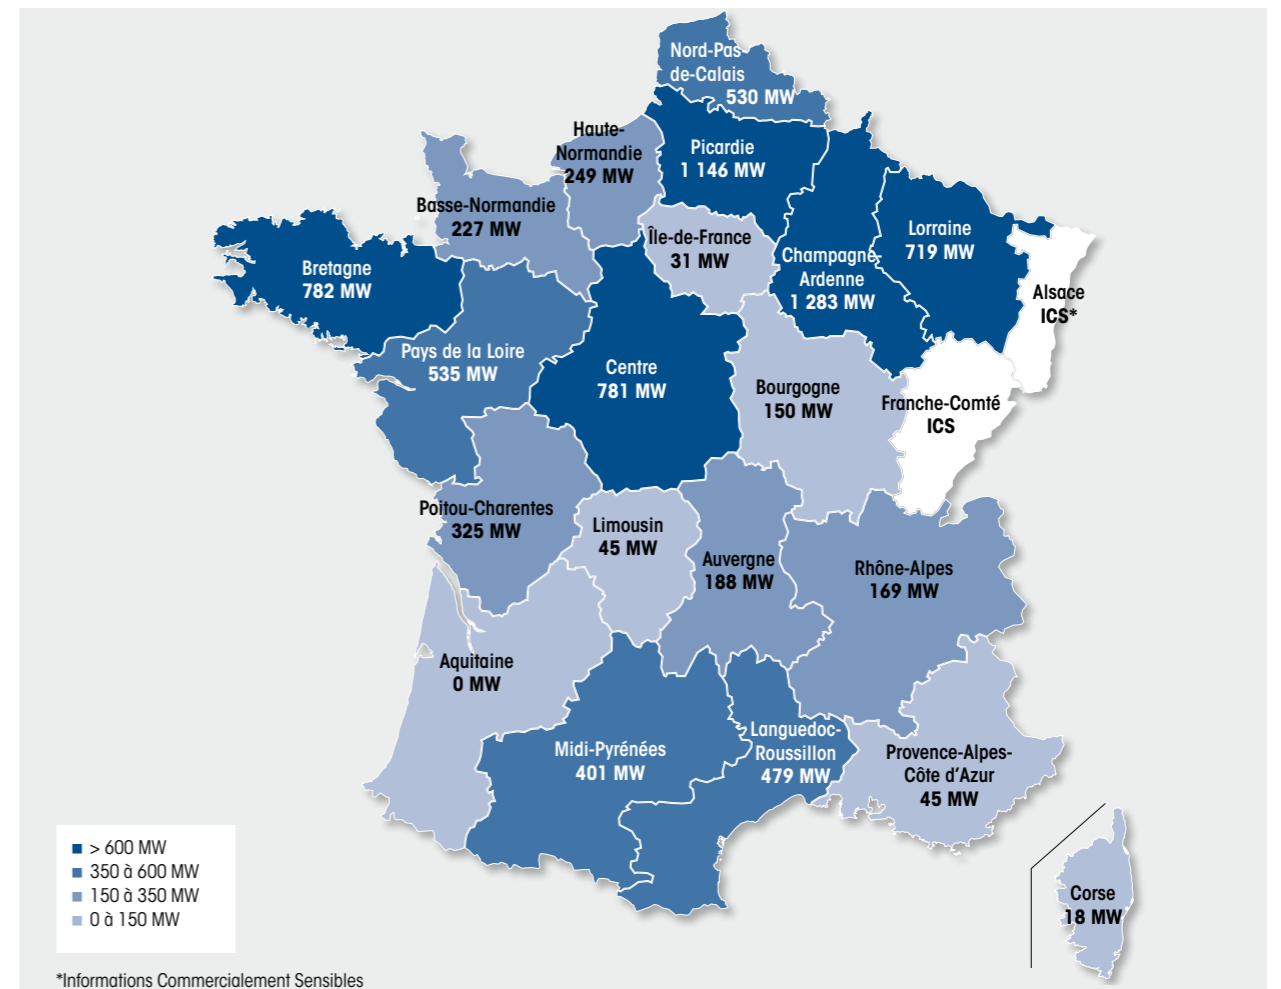 Nord-Pas-
de-Calais
530 MW
Haute-
Normandie
249 MW
Picardie
1 146 MW
Basse-Normandie
227 MW
Île-de-France
31 MW
Champagne-
Ardenne
1 283 MW
Lorraine
719 MW
Alsace
ICS*
Bretagne
782 MW
Pays de la Loire
535 MW
Centre
781 MW
Bourgogne
150 MW
Franche-Comté
ICS
Poitou-Charentes
325 MW
Limousin
45 MW
Auvergne
188 MW
Rhône-Alpes
169 MW
Aquitaine
0 MW
Midi-Pyrénées
401 MW
Languedoc-
Roussillon
479 MW
Provence-Alpes-
Côte d'Azur
45 MW
Corse
18 MW
> 600 MW
350 à 600 MW
150 à 350 MW
0 à 150 MW
*Informations Commercialement Sensibles